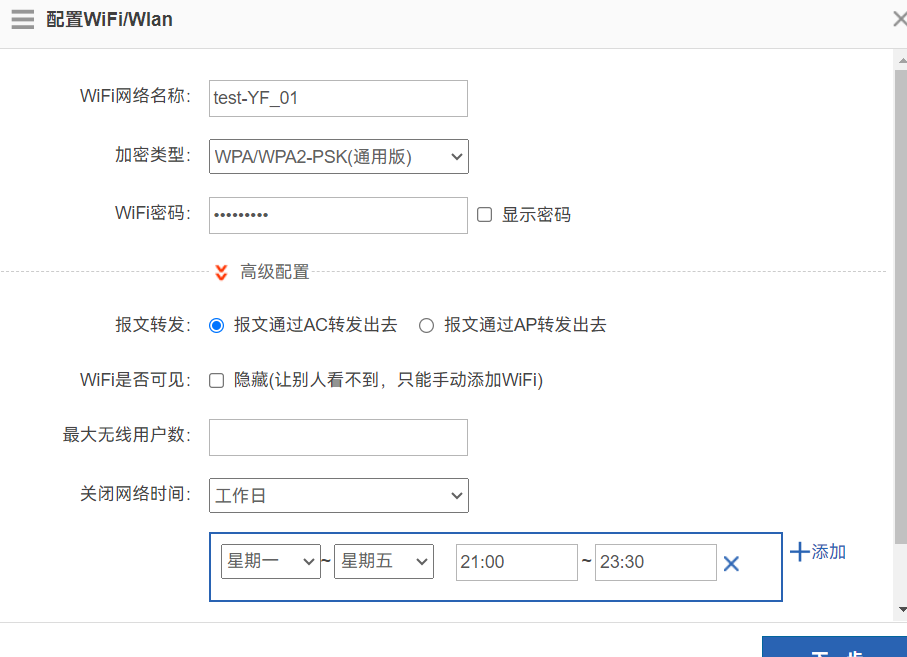 配置WiFi/Wlan
WiFi网络名称: test-YF_01
加密类型: WPA/WPA2-PSK(通用版)
WiFi密码: ••••••••• 显示密码
高级配置
报文转发: 报文通过AC转发出去 报文通过AP转发出去
WiFi是否可见: 隐藏(让别人看不到，只能手动添加WiFi)
最大无线用户数:
关闭网络时间: 工作日
星期一 ~ 星期五 21:00 ~ 23:30 添加
下一步